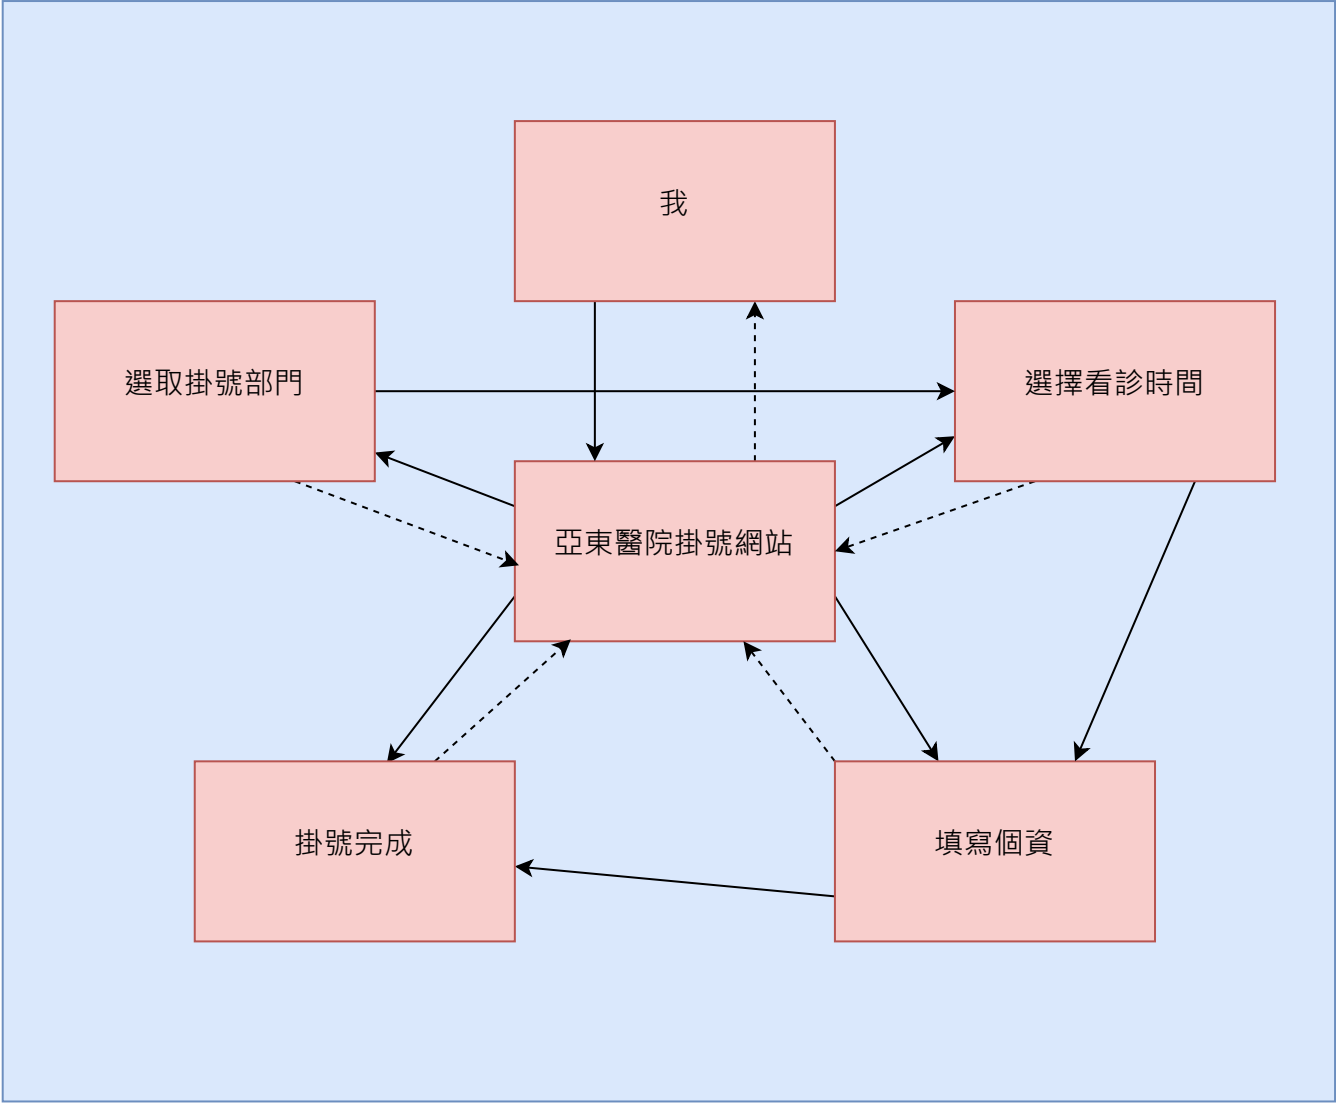 我
選取掛號部門
選擇看診時間
亞東醫院掛號網站
掛號完成
填寫個資